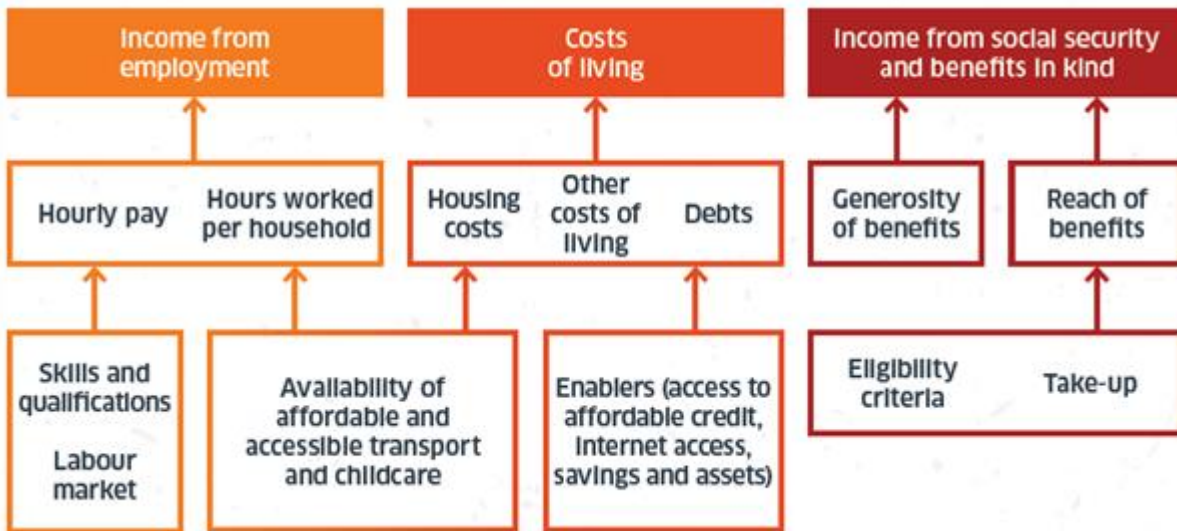 Income from
employment
Costs
of living
Income from social security
and benefits in kind
Hourly pay
Hours worked
per household
Housing
costs
Other
costs of
living
Debts
Generosity
of benefits
Reach of
benefits
Skills and
qualifications
Labour
market
Availability of
affordable and
accessible transport
and childcare
Enablers (access to
affordable credit,
internet access,
savings and assets)
Eligibility
criteria
Take-up